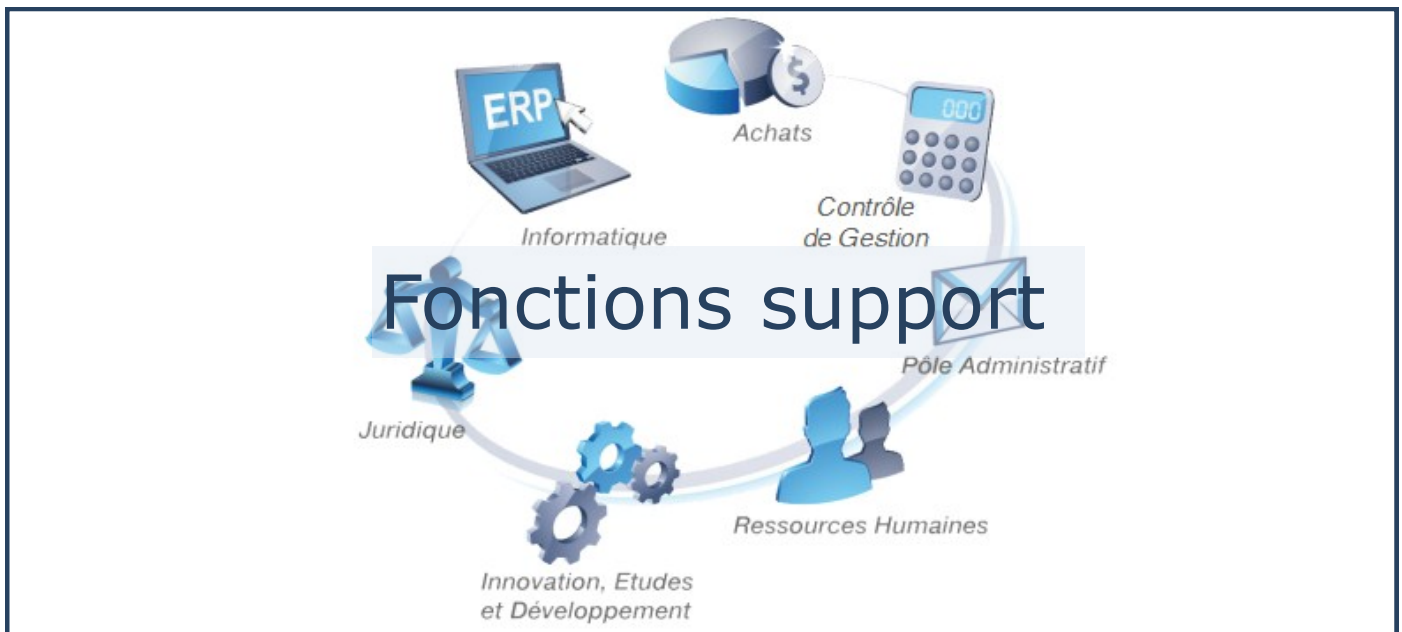 ERP
$
Achats
000
Contrôle
de Gestion
Informatique
Fonctions support
Pôle Administratif
Juridique
Ressources Humaines
Innovation, Etudes
et Développement